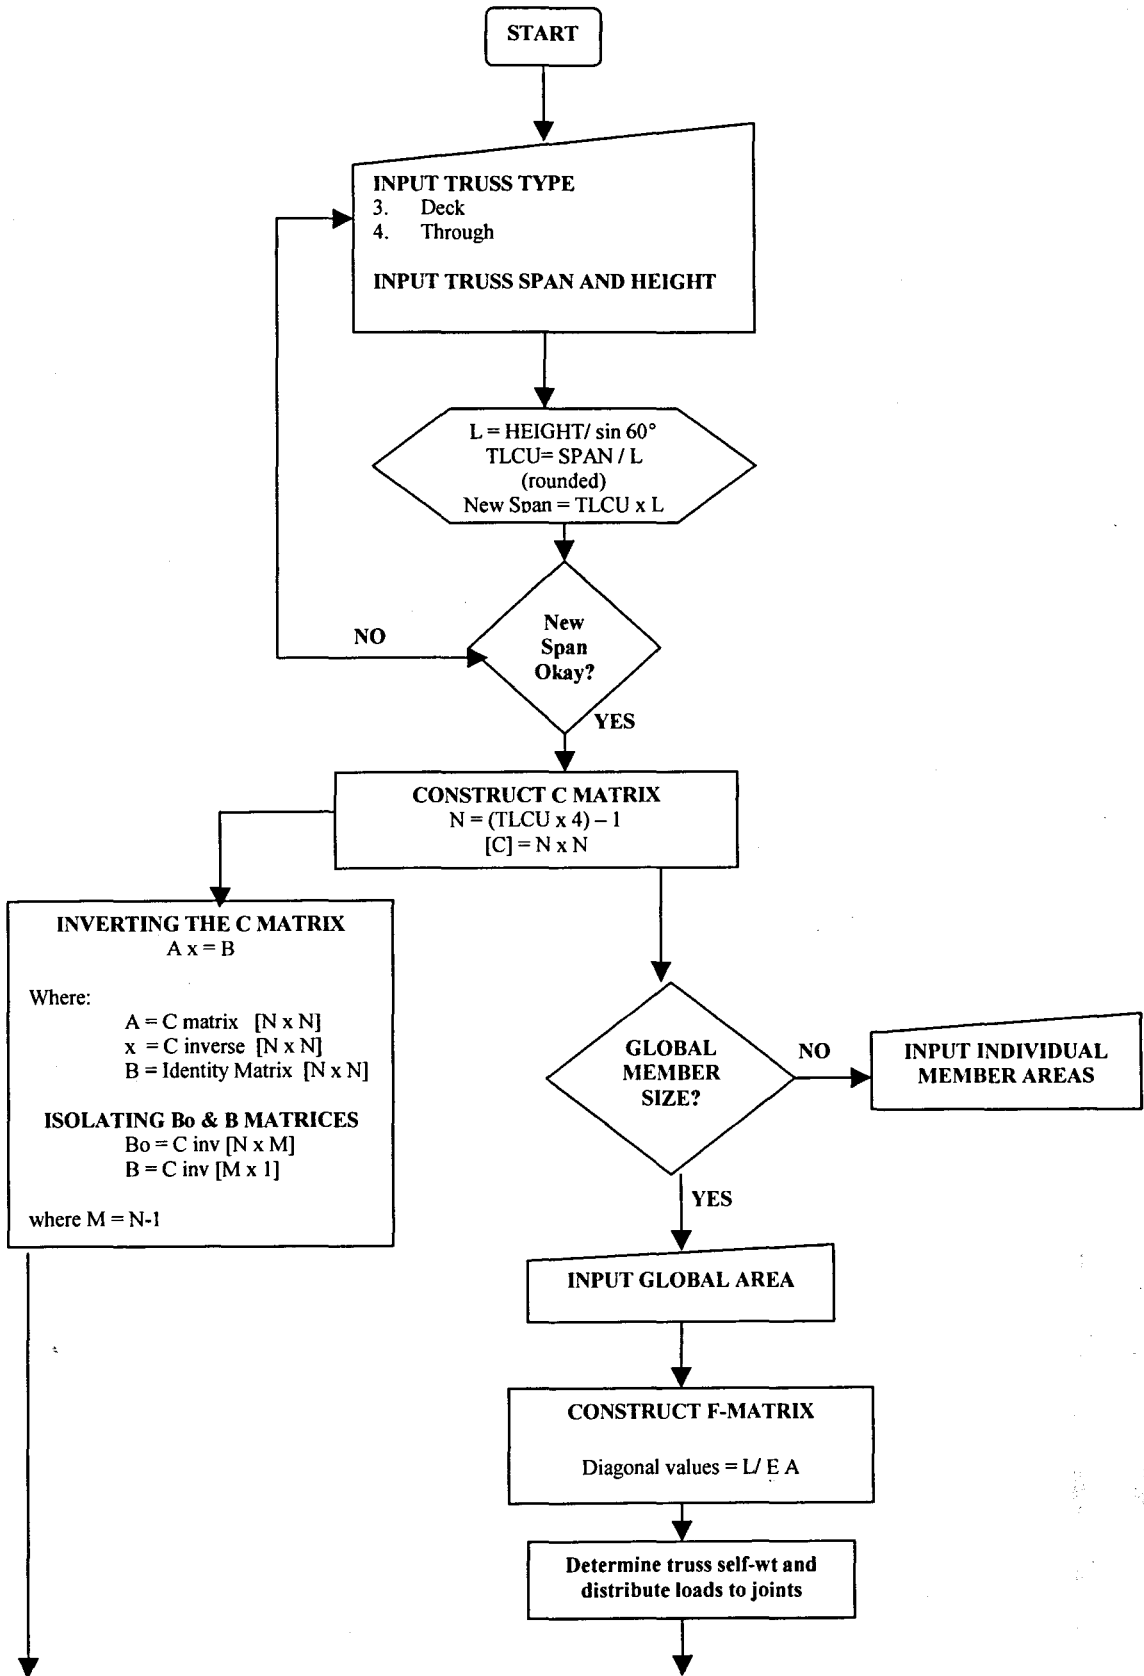 START
INPUT TRUSS TYPE
3. Deck
4. Through
INPUT TRUSS SPAN AND HEIGHT
L = HEIGHT/ sin 60°
TLCU= SPAN / L
(rounded)
New Span = TLCU x L
New
Span
Okay?
NO
YES
CONSTRUCT C MATRIX
N = (TLCU x 4) – 1
[C] = N x N
INVERTING THE C MATRIX
A x = B
Where:
A = C matrix [N x N]
x = C inverse [N x N]
B = Identity Matrix [N x N]
ISOLATING Bo & B MATRICES
Bo = C inv [N x M]
B = C inv [M x 1]
where M = N-1
GLOBAL
MEMBER
SIZE?
NO
INPUT INDIVIDUAL
MEMBER AREAS
YES
INPUT GLOBAL AREA
CONSTRUCT F-MATRIX
Diagonal values = L/ E A
Determine truss self-wt and
distribute loads to joints